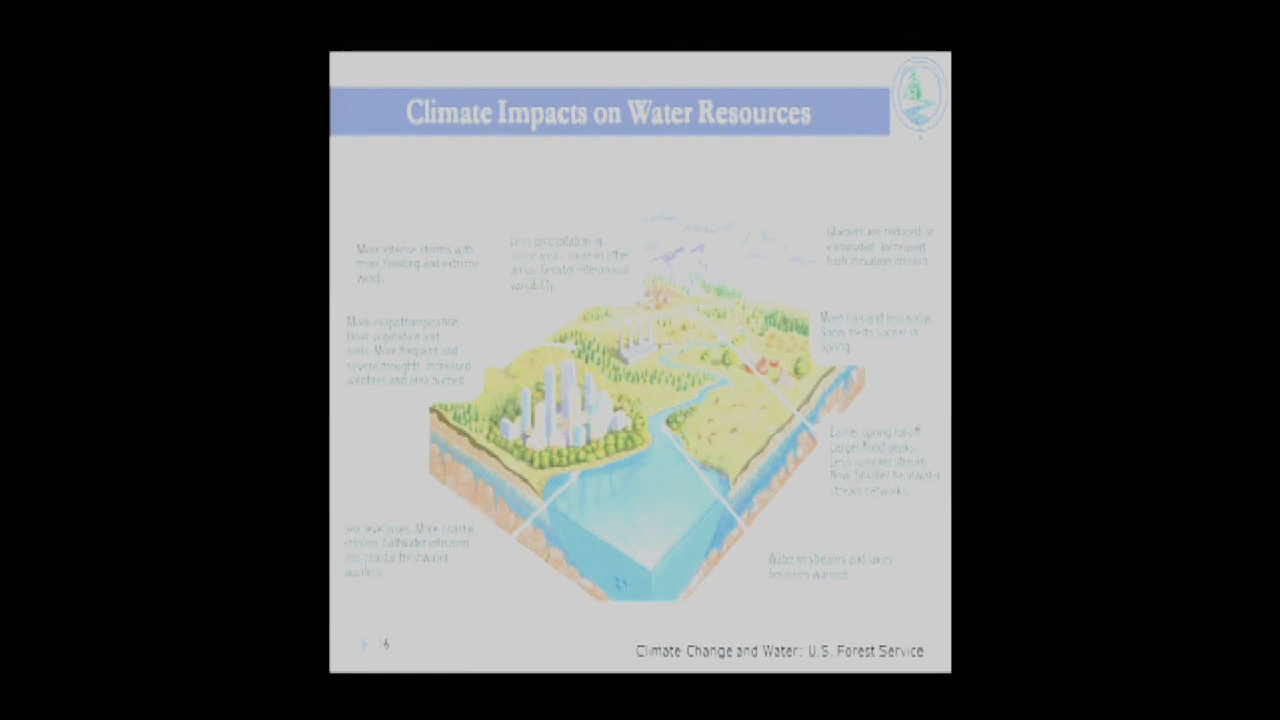 Climate Impacts on Water Resources
More intense storms with
more flooding and extreme
winds.
Less precipitation in
some areas, more in other
areas. Greater interannual
variability.
Glaciers are reduced or
eliminated. Increased
high elevation erosion.
More evapotranspiration.
Drier vegetation and
soils. More frequent and
severe droughts. Increased
wildfires and area burned.
More rain and less snow.
Snow melts sooner in
Spring.
Earlier spring runoff.
Larger flood peaks.
Less summer stream
flow. Smaller headwater
stream networks.
Sea level rises. More coastal
erosion. Saltwater intrusion
into coastal freshwater
aquifers.
Water in streams and lakes
becomes warmer.
16
Climate Change and Water: U.S. Forest Service